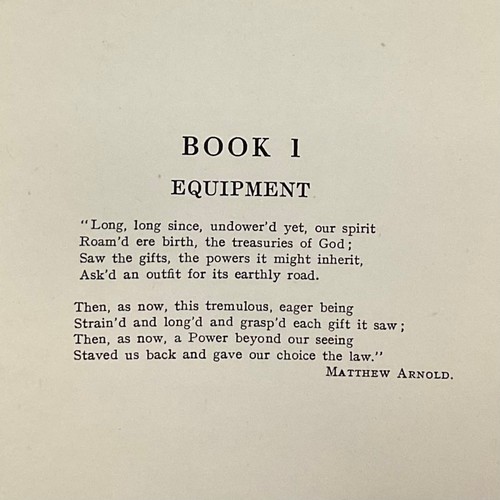 BOOK 1
EQUIPMENT
"Long, long since, undower'd yet, our spirit
Roam'd ere birth, the treasuries of God;
Saw the gifts, the powers it might inherit,
Ask'd an outfit for its earthly road.
Then, as now, this tremulous, eager being
Strain'd and long'd and grasp'd each gift it saw;
Then, as now, a Power beyond our seeing
Staved us back and gave our choice the law."
MATTHEW ARNOLD.